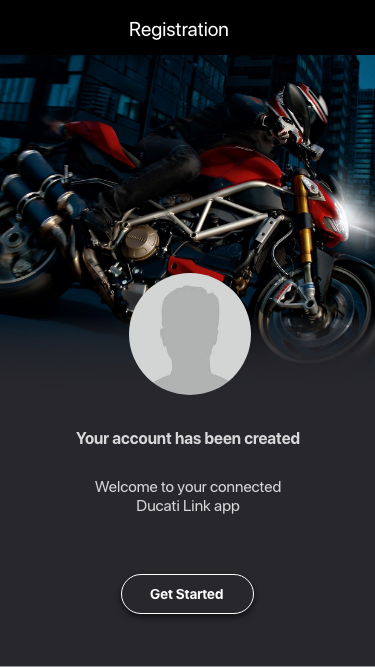 Registration
Your account has been created
Welcome to your connected
Ducati Link app
Get Started